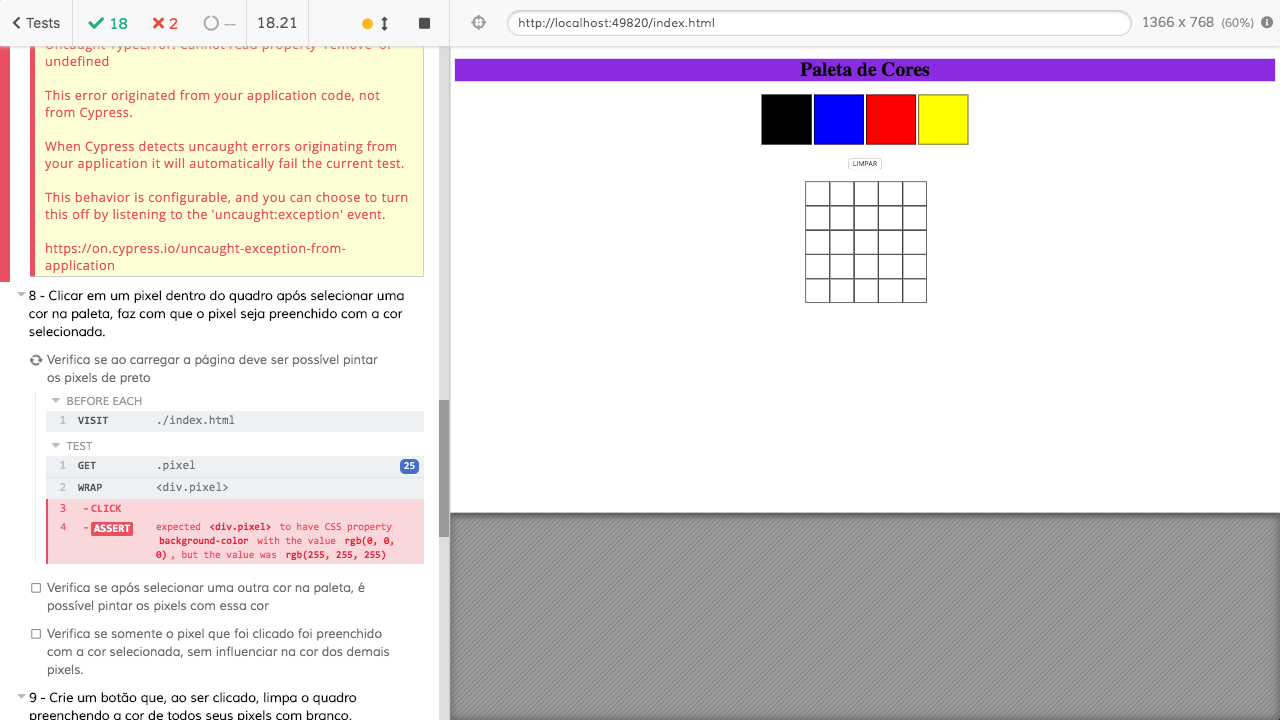 Tests
18
2
--
18.21
http://localhost:49820/index.html
1366 x 768 (60%)
Uncaught TypeError: Cannot read property 'remove' of
undefined
This error originated from your application code, not
from Cypress.
When Cypress detects uncaught errors originating from
your application it will automatically fail the current test.
This behavior is configurable, and you can choose to turn
this off by listening to the 'uncaught:exception' event.
https://on.cypress.io/uncaught-exception-from-
application
8 - Clicar em um pixel dentro do quadro após selecionar uma
cor na paleta, faz com que o pixel seja preenchido com a cor
selecionada.
Verifica se ao carregar a página deve ser possível pintar
os pixels de preto
BEFORE EACH
1 VISIT ./index.html
TEST
1 GET .pixel 25
2 WRAP <div.pixel>
3 - CLICK
4 - ASSERT expected <div.pixel> to have CSS property
background-color with the value rgb(0, 0,
0) , but the value was rgb(255, 255, 255)
Verifica se após selecionar uma outra cor na paleta, é
possível pintar os pixels com essa cor
Verifica se somente o pixel que foi clicado foi preenchido
com a cor selecionada, sem influenciar na cor dos demais
pixels.
9 - Crie um botão que, ao ser clicado, limpa o quadro
preenchendo a cor de todos seus pixels com branco.
Paleta de Cores
LIMPAR